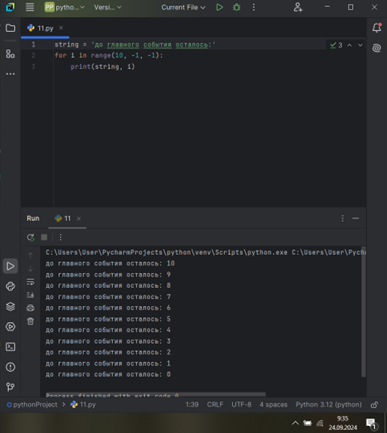 PP pytho... Versi... Current File
11.py
1 string = 'до главного события осталось:' 3
2 for i in range(10, -1, -1):
3 print(string, i)
Run 11
C:\Users\User\PycharmProjects\python\venv\Scripts\python.exe C:\Users\User\Pych
до главного события осталось: 10
до главного события осталось: 9
до главного события осталось: 8
до главного события осталось: 7
до главного события осталось: 6
до главного события осталось: 5
до главного события осталось: 4
до главного события осталось: 3
до главного события осталось: 2
до главного события осталось: 1
до главного события осталось: 0
Process finished with exit code 0
pythonProject > 11.py 1:39 CRLF UTF-8 4 spaces Python 3.12 (python)
9:35
24.09.2024